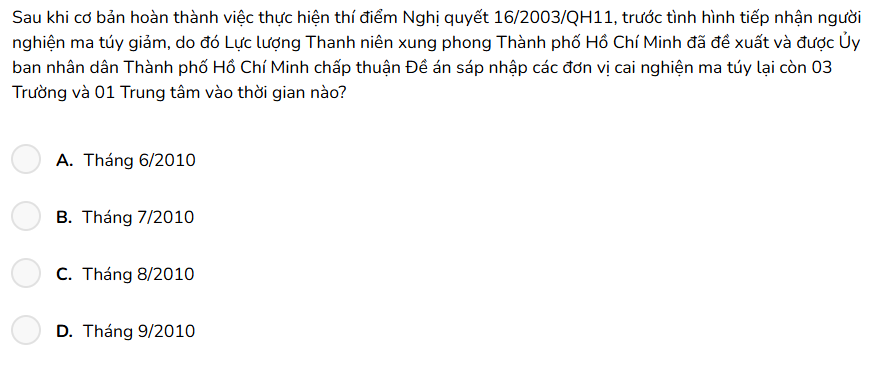 Sau khi cơ bản hoàn thành việc thực hiện thí điểm Nghị quyết 16/2003/QH11, trước tình hình tiếp nhận người
nghiện ma túy giảm, do đó Lực lượng Thanh niên xung phong Thành phố Hồ Chí Minh đã đề xuất và được Ủy
ban nhân dân Thành phố Hồ Chí Minh chấp thuận Đề án sáp nhập các đơn vị cai nghiện ma túy lại còn 03
Trường và 01 Trung tâm vào thời gian nào?
A. Tháng 6/2010
B. Tháng 7/2010
C. Tháng 8/2010
D. Tháng 9/2010